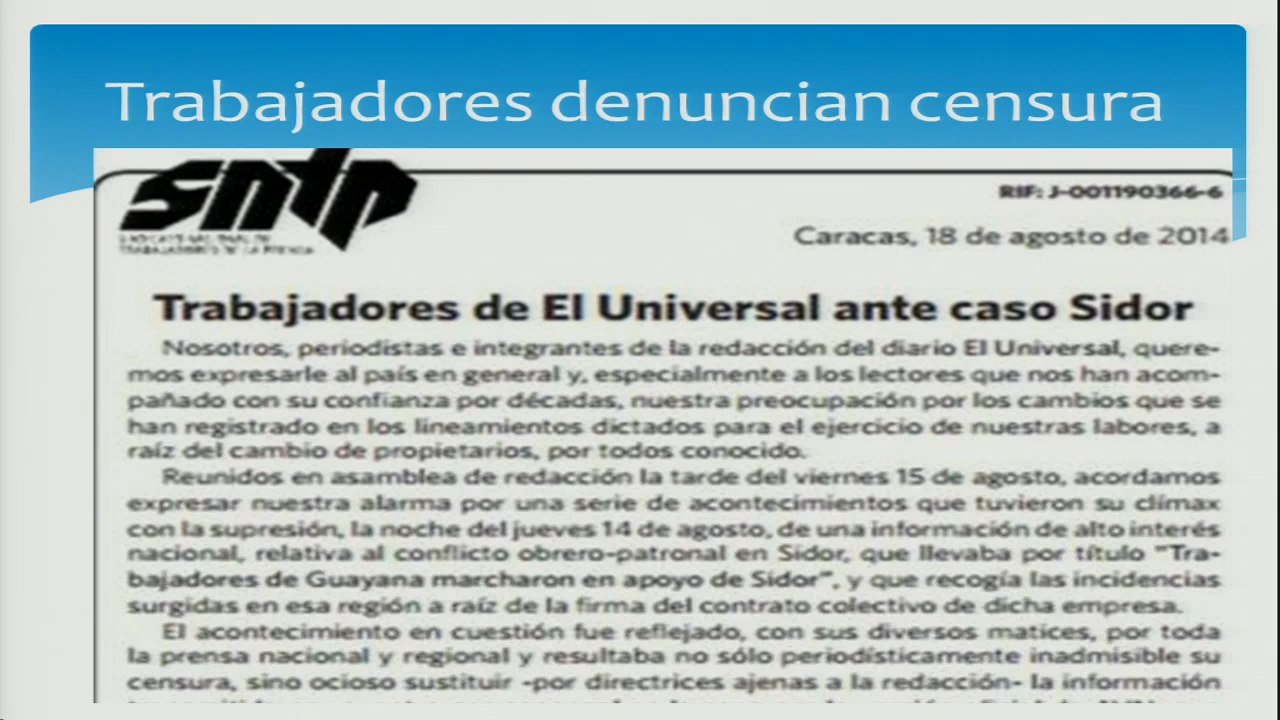 Trabajadores denuncian censura
sntp
SINDICATO NACIONAL DE
TRABAJADORES DE LA PRENSA
RIF: J-001190366-6
Caracas, 18 de agosto de 2014
Trabajadores de El Universal ante caso Sidor
Nosotros, periodistas e integrantes de la redacción del diario El Universal, quere-
mos expresarle al país en general y, especialmente a los lectores que nos han acom-
pañado con su confianza por décadas, nuestra preocupación por los cambios que se
han registrado en los lineamientos dictados para el ejercicio de nuestras labores, a
raíz del cambio de propietarios, por todos conocido.
Reunidos en asamblea de redacción la tarde del viernes 15 de agosto, acordamos
expresar nuestra alarma por una serie de acontecimientos que tuvieron su clímax
con la supresión, la noche del jueves 14 de agosto, de una información de alto interés
nacional, relativa al conflicto obrero-patronal en Sidor, que llevaba por título "Tra-
bajadores de Guayana marcharon en apoyo de Sidor", y que recogía las incidencias
surgidas en esa región a raíz de la firma del contrato colectivo de dicha empresa.
El acontecimiento en cuestión fue reflejado, con sus diversos matices, por toda
la prensa nacional y regional y resultaba no sólo periodísticamente inadmisible su
censura, sino ocioso sustituir -por directrices ajenas a la redacción- la información